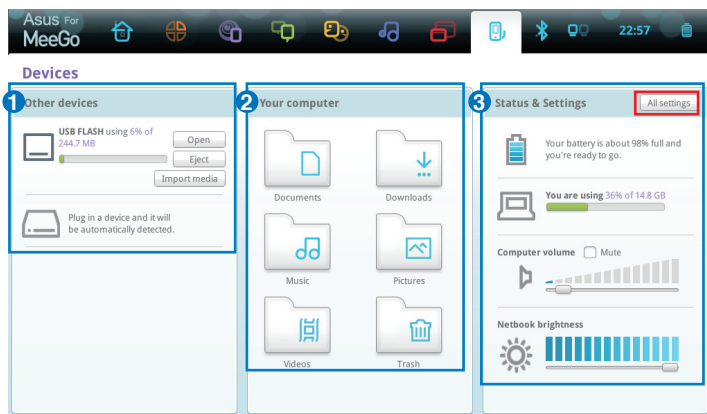 Asus For
MeeGo
22:57
Devices
1 Other devices
USB FLASH using 6% of
244.7 MB
Open
Eject
Import media
Plug in a device and it will
be automatically detected.
2 Your computer
Documents
Downloads
Music
Pictures
Videos
Trash
3 Status & Settings
All settings
Your battery is about 98% full and
you're ready to go.
You are using 36% of 14.8 GB
Computer volume
Mute
Netbook brightness